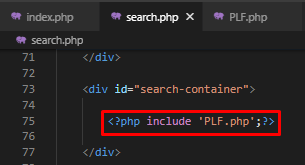 index.php search.php × PLF.php
search.php
71 </div>
72
73 <div id="search-container">
74
75 <?php include 'PLF.php';?>
76
77 </div>